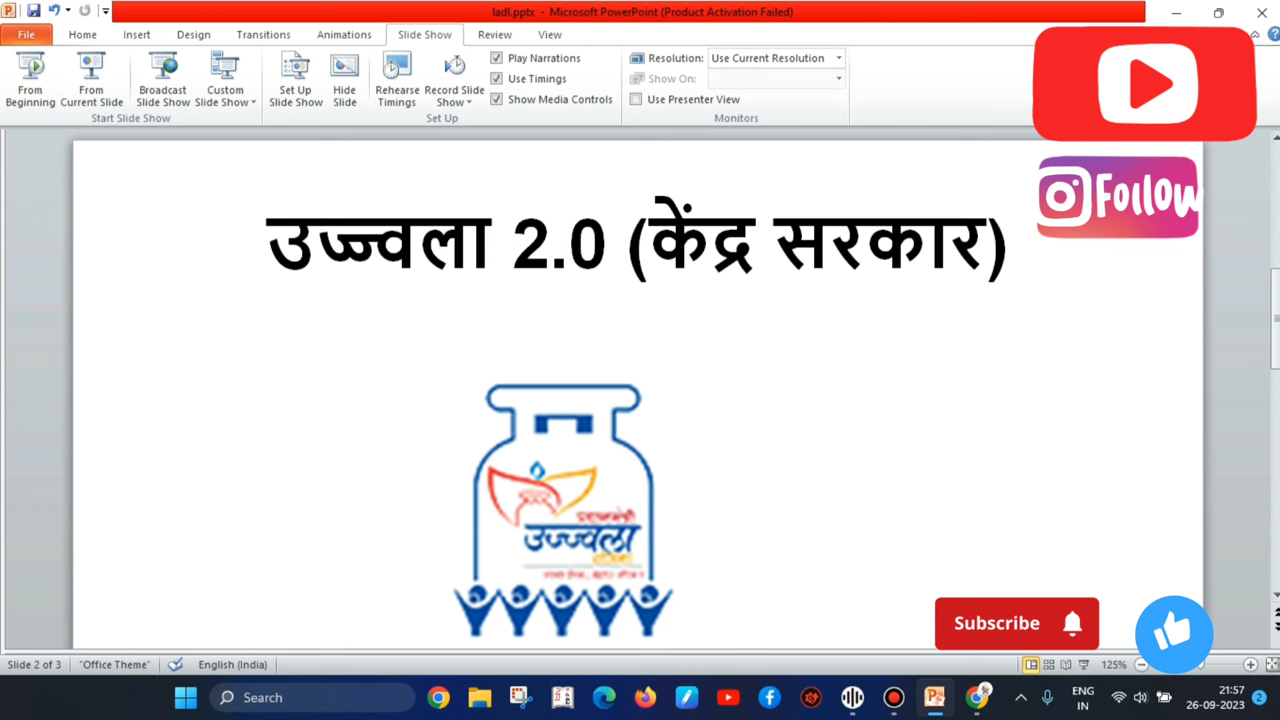 ladl.pptx - Microsoft PowerPoint (Product Activation Failed)
File Home Insert Design Transitions Animations Slide Show Review View
From Beginning
From Current Slide
Broadcast Slide Show
Custom Slide Show
Set Up Slide Show
Hide Slide
Rehearse Timings
Record Slide Show
Play Narrations
Use Timings
Show Media Controls
Resolution: Use Current Resolution
Show On:
Use Presenter View
Start Slide Show
Set Up
Monitors
Follow
उज्ज्वला 2.0 (केंद्र सरकार)
प्रधानमंत्री
उज्ज्वला
योजना
Subscribe
Slide 2 of 3 "Office Theme" English (India) 125%
Search
ENG
IN
21:57
26-09-2023
2